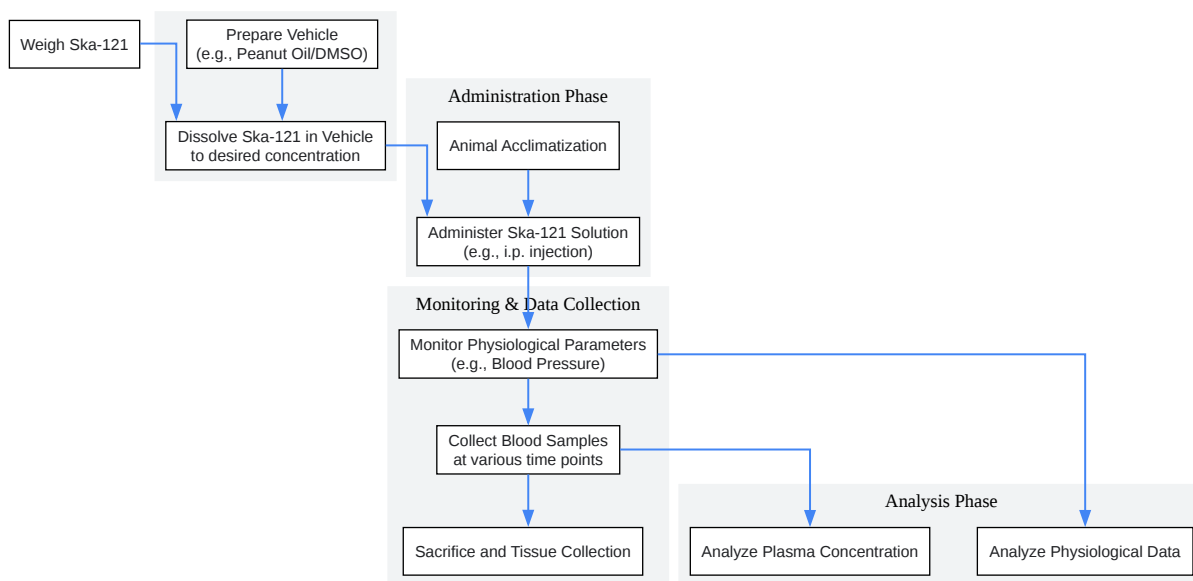 Weigh Ska-121
Prepare Vehicle
(e.g., Peanut Oil/DMSO)
Dissolve Ska-121 in Vehicle
to desired concentration
Administration Phase
Animal Acclimatization
Administer Ska-121 Solution
(e.g., i.p. injection)
Monitoring & Data Collection
Monitor Physiological Parameters
(e.g., Blood Pressure)
Collect Blood Samples
at various time points
Sacrifice and Tissue Collection
Analysis Phase
Analyze Plasma Concentration
Analyze Physiological Data